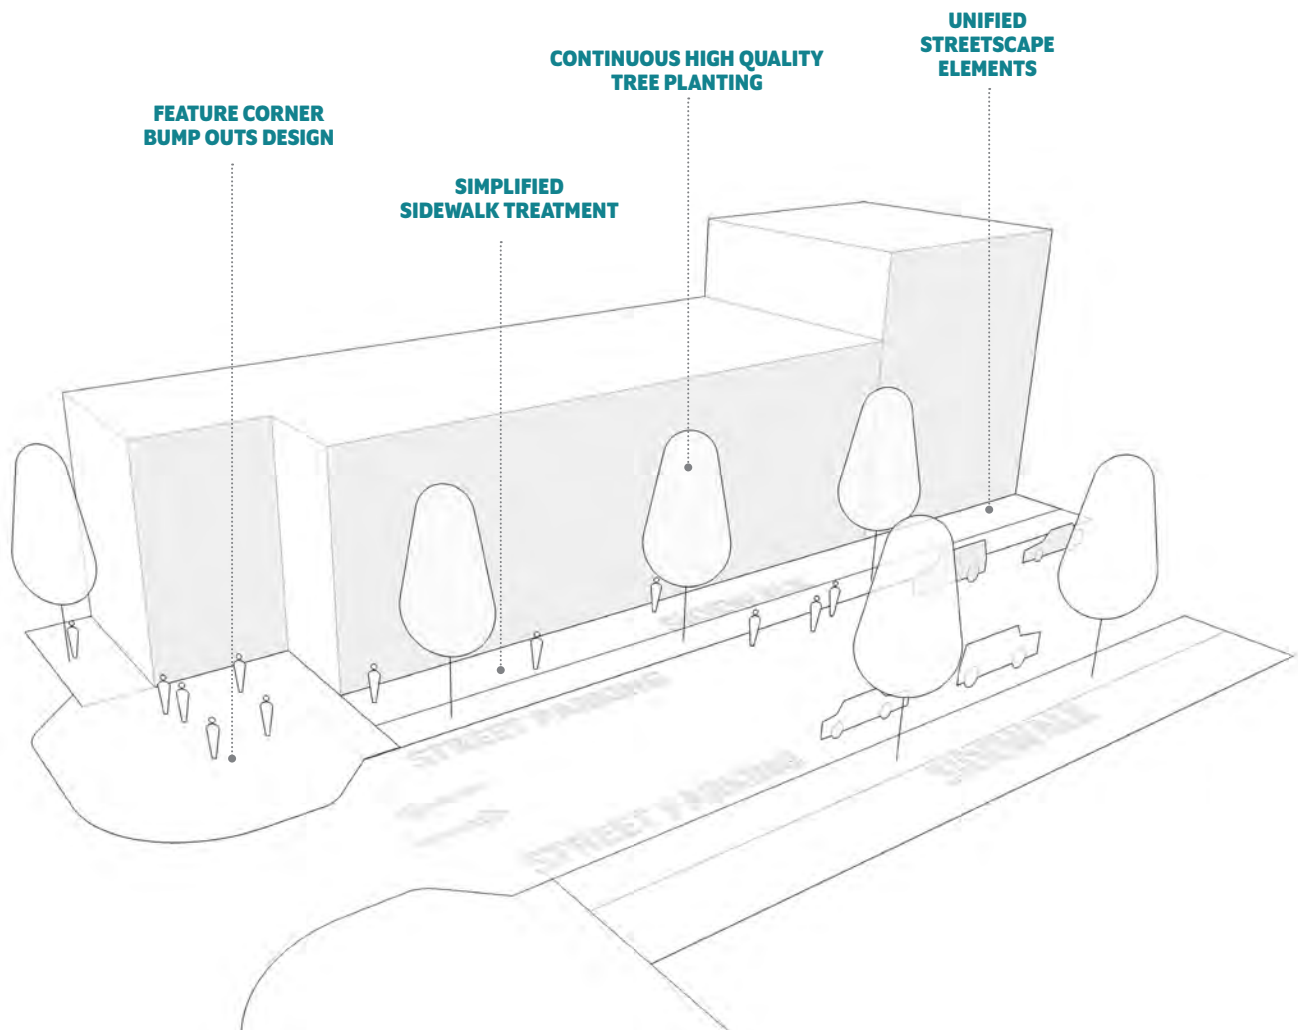 UNIFIED
STREETSCAPE
ELEMENTS
CONTINUOUS HIGH QUALITY
TREE PLANTING
FEATURE CORNER
BUMP OUTS DESIGN
SIMPLIFIED
SIDEWALK TREATMENT
SIDEWALK
STREET PARKING
SIDEWALK
STREET PARKING